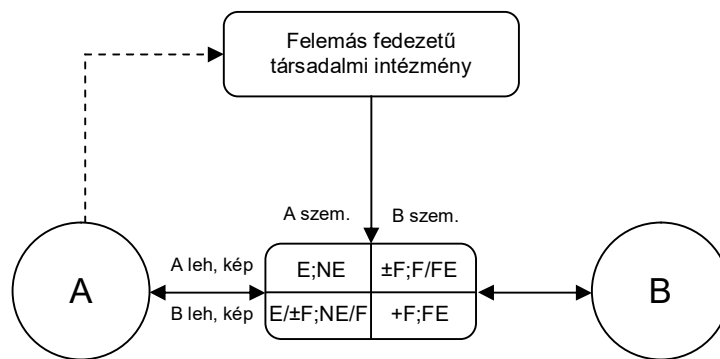 Felemás fedezetű
társadalmi intézmény
A szem. B szem.
A leh, kép
B leh, kép
A
E;NE ±F;F/FE
E/±F;NE/F +F;FE
B